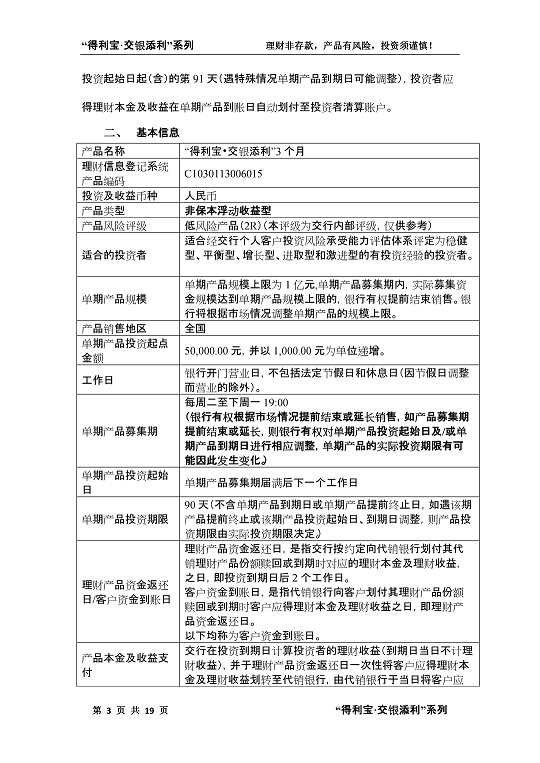 “得利宝·交银添利”系列 理财非存款，产品有风险，投资须谨慎！
投资起始日起（含）的第 91 天（遇特殊情况单期产品到期日可能调整），投资者应
得理财本金及收益在单期产品到账日自动划付至投资者清算账户。
二、 基本信息
产品名称 “得利宝•交银添利”3 个月
理财信息登记系统
产品编码
C1030113006015
投资及收益币种 人民币
产品类型 非保本浮动收益型
产品风险评级 低风险产品（2R）（本评级为交行内部评级，仅供参考）
适合的投资者
适合经交行个人客户投资风险承受能力评估体系评定为稳健
型、平衡型、增长型、进取型和激进型的有投资经验的投资者。
单期产品规模
单期产品规模上限为 1 亿元,单期产品募集期内，实际募集资
金规模达到单期产品规模上限的，银行有权提前结束销售。银
行将根据市场情况调整单期产品的规模上限。
产品销售地区 全国
单期产品投资起点
金额
50,000.00 元，并以 1,000.00 元为单位递增。
工作日
银行开门营业日，不包括法定节假日和休息日（因节假日调整
而营业的除外）。
单期产品募集期
每周二至下周一 19:00
（银行有权根据市场情况提前结束或延长销售，如产品募集期
提前结束或延长，则银行有权对单期产品投资起始日及/或单
期产品到期日进行相应调整，单期产品的实际投资期限有可
能因此发生变化。）
单期产品投资起始
日
单期产品募集期届满后下一个工作日
单期产品投资期限
90 天（不含单期产品到期日或单期产品提前终止日，如遇该期
产品提前终止或该期产品投资起始日、到期日调整，则产品投
资期限由实际投资期限决定。）
理财产品资金返还
日/客户资金到账日
理财产品资金返还日，是指交行按约定向代销银行划付其代
销理财产品份额赎回或到期时对应的理财本金及理财收益，
之日，即投资到期日后 2 个工作日。
客户资金到账日，是指代销银行向客户划付其理财产品份额
赎回或到期时客户应得理财本金及理财收益之日，即理财产
品资金返还日。
以下均称为客户资金到账日。
产品本金及收益支
付
交行在投资到期日计算投资者的理财收益（到期日当日不计理
财收益），并于理财产品资金返还日一次性将客户应得理财本
金及理财收益划转至代销银行，由代销银行于当日将客户应
第 3 页 共 19 页 “得利宝·交银添利”系列